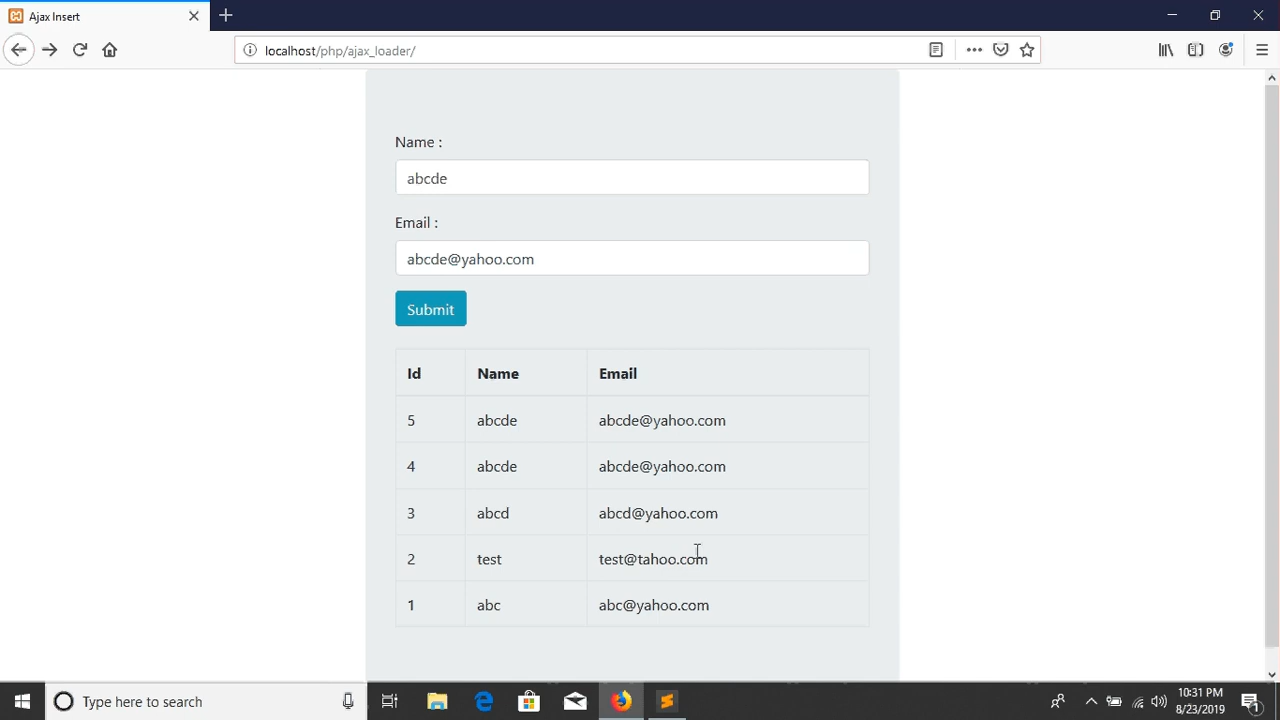 Ajax Insert
localhost/php/ajax_loader/
Name :
abcde
Email :
abcde@yahoo.com
Submit
Id Name Email
5 abcde abcde@yahoo.com
4 abcde abcde@yahoo.com
3 abcd abcd@yahoo.com
2 test test@tahoo.com
1 abc abc@yahoo.com
Type here to search
10:31 PM
8/23/2019
1